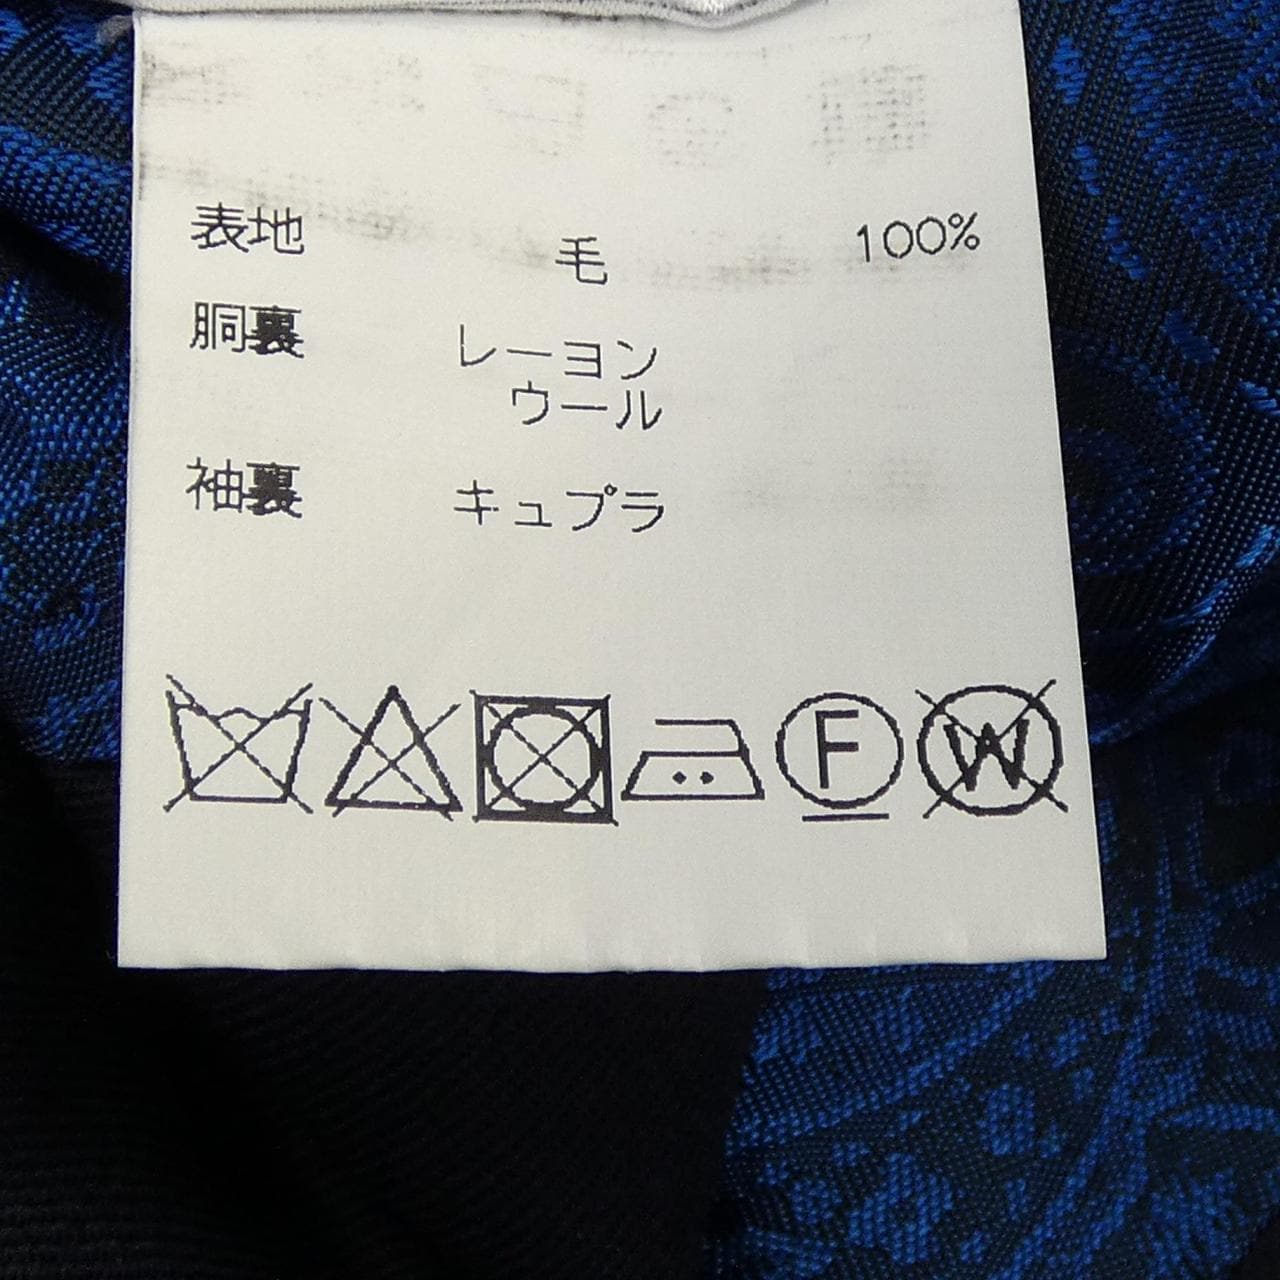 表地 毛 100%
胴裏 レーヨン
ウール
袖裏 キュプラ
F W